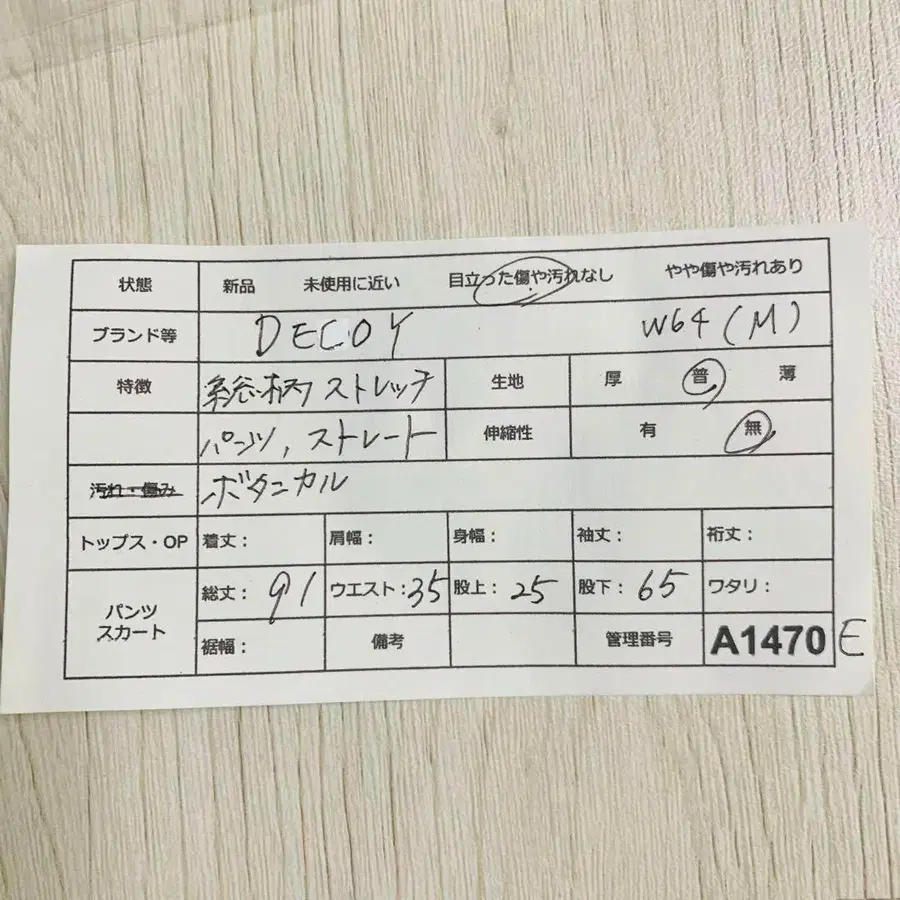 状態 新品 未使用に近い 目立った傷や汚れなし やや傷や汚れあり
ブランド等 DECOY W64 (M)
特徴 総柄 ストレッチ 生地 厚 普 薄
パンツ, ストレート 伸縮性 有 無
汚れ・傷み ボタニカル
トップス・OP 着丈： 肩幅： 身幅： 袖丈： 裄丈：
パンツ スカート 総丈： 91 ウエスト：35 股上： 25 股下： 65 ワタリ：
裾幅： 備考 管理番号 A1470 E